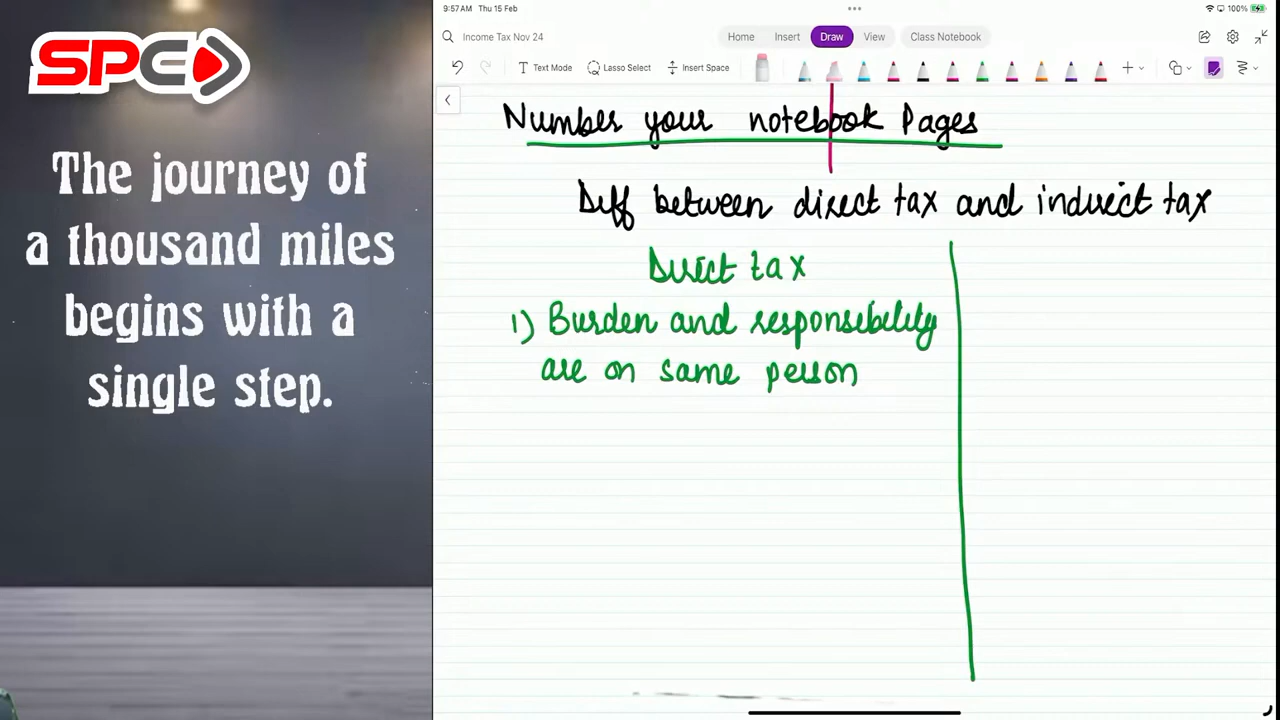 SPC
The journey of
a thousand miles
begins with a
single step.
9:57 AM Thu 15 Feb
100%
Income Tax Nov 24
Home Insert Draw View Class Notebook
Text Mode Lasso Select Insert Space
Number your notebook Pages
Diff between direct tax and indirect tax
Direct tax
1) Burden and responsibility
are on same person